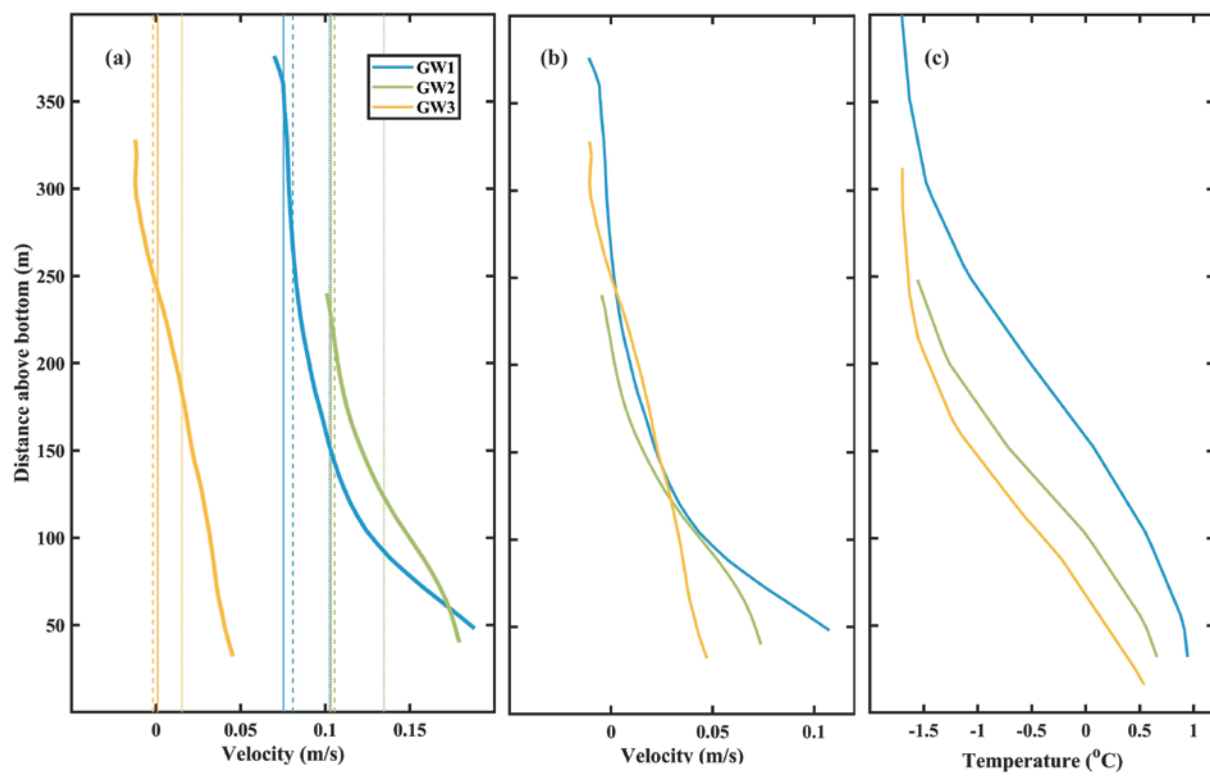 (a)
GW1
GW2
GW3
(b)
(c)
350
300
250
200
150
100
50
Distance above bottom (m)
0
0.05
0.1
0.15
Velocity (m/s)
0
0.05
0.1
Velocity (m/s)
-1.5
-1
-0.5
0
0.5
1
Temperature (°C)